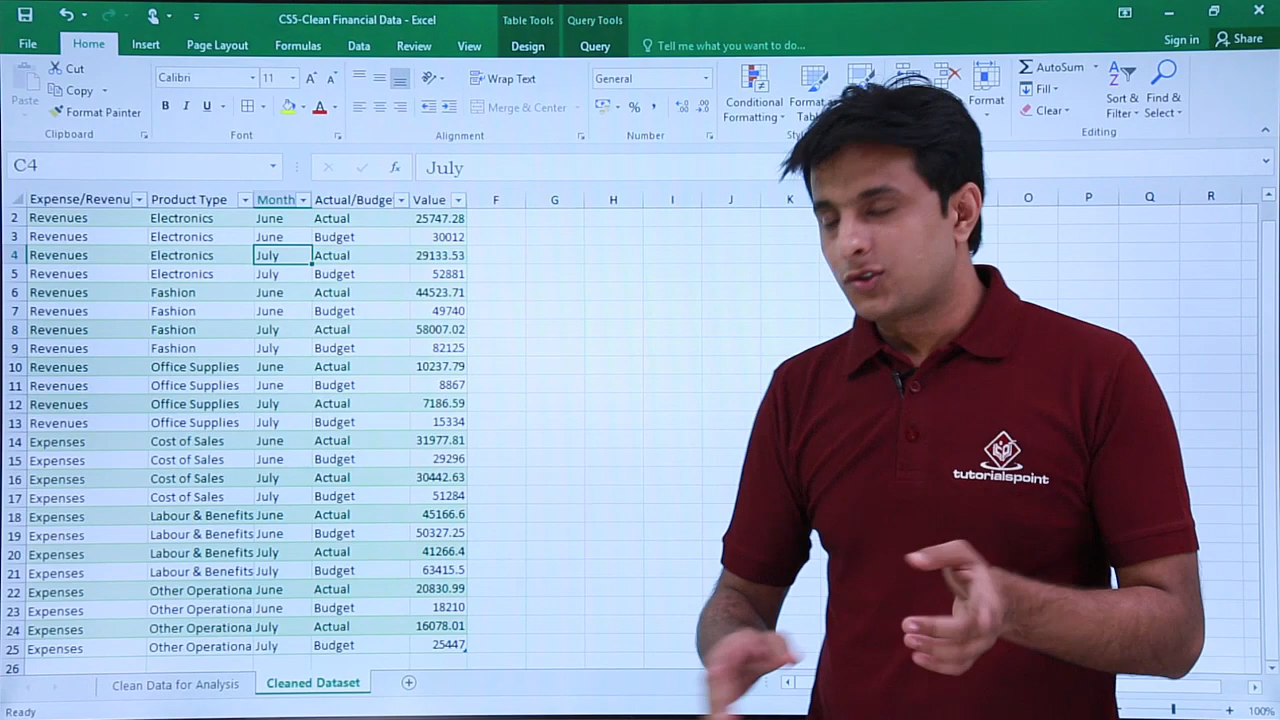 CS5-Clean Financial Data - Excel
Table Tools
Query Tools
File
Home
Insert
Page Layout
Formulas
Data
Review
View
Design
Query
Tell me what you want to do...
Sign in
Share
Paste
Cut
Copy
Format Painter
Clipboard
Calibri
11
B I U
Font
Wrap Text
Merge & Center
Alignment
General
%
Number
Conditional
Formatting
Format
AutoSum
Fill
Clear
Sort &
Filter
Find &
Select
Editing
C4
fx
July
Expense/Revenu Product Type Month Actual/Budge Value F G H I J K O P Q R
2 Revenues Electronics June Actual 25747.28
3 Revenues Electronics June Budget 30012
4 Revenues Electronics July Actual 29133.53
5 Revenues Electronics July Budget 52881
6 Revenues Fashion June Actual 44523.71
7 Revenues Fashion June Budget 49740
8 Revenues Fashion July Actual 58007.02
9 Revenues Fashion July Budget 82125
10 Revenues Office Supplies June Actual 10237.79
11 Revenues Office Supplies June Budget 8867
12 Revenues Office Supplies July Actual 7186.59
13 Revenues Office Supplies July Budget 15334
14 Expenses Cost of Sales June Actual 31977.81
15 Expenses Cost of Sales June Budget 29296
16 Expenses Cost of Sales July Actual 30442.63
17 Expenses Cost of Sales July Budget 51284
18 Expenses Labour & Benefits June Actual 45166.6
19 Expenses Labour & Benefits June Budget 50327.25
20 Expenses Labour & Benefits July Actual 41266.4
21 Expenses Labour & Benefits July Budget 63415.5
22 Expenses Other Operationa June Actual 20830.99
23 Expenses Other Operationa June Budget 18210
24 Expenses Other Operationa July Actual 16078.01
25 Expenses Other Operationa July Budget 25447
26
Clean Data for Analysis
Cleaned Dataset
Ready
100%
tutorialspoint